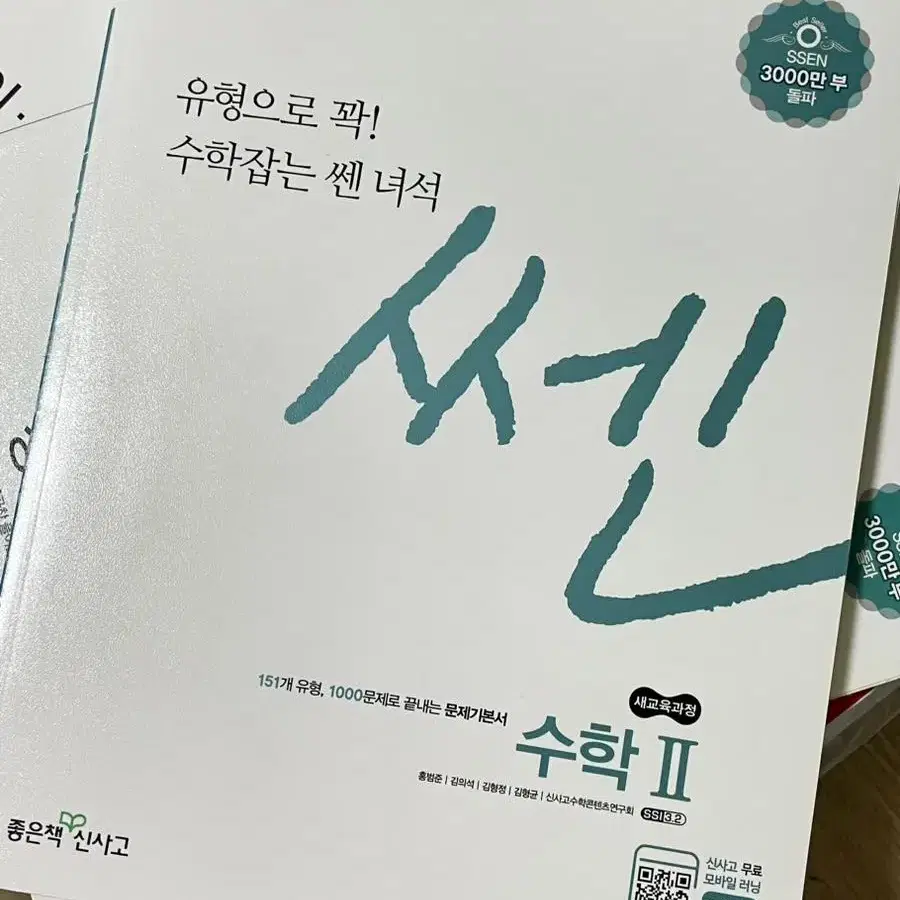 Best Seller
SSEN
3000만 부
돌파
유형으로 꽉!
수학잡는 쎈 녀석
쎈
151개 유형, 1000문제로 끝내는 문제기본서
새교육과정
수학 II
홍범준 | 김의석 | 김형정 | 김형균 | 신사고수학콘텐츠연구회 SSI3.2
좋은책 신사고
신사고 무료
모바일 러닝
3000만 부
돌파